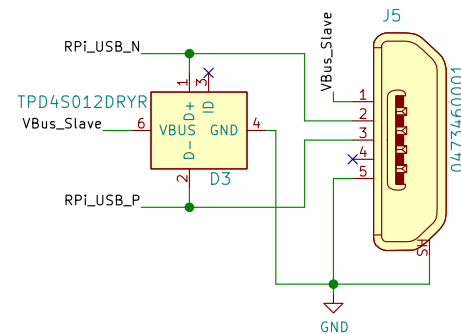 J5
RPi_USB_N
VBus_Slave
1
3
TPD4S012DRYR
D+
ID
VBus_Slave
6
VBUS
GND
4
D-
2
D3
RPi_USB_P
1
2
3
4
5
0473460001
SH
GND